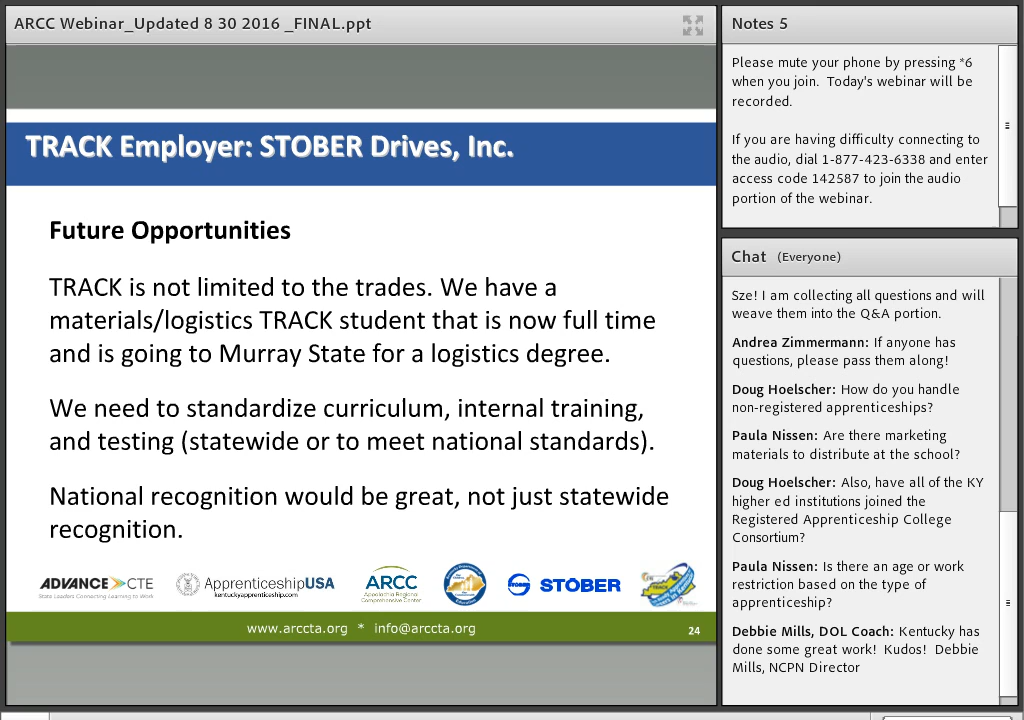 ARCC Webinar_Updated 8 30 2016 _FINAL.ppt
TRACK Employer: STOBER Drives, Inc.
Future Opportunities
TRACK is not limited to the trades. We have a
materials/logistics TRACK student that is now full time
and is going to Murray State for a logistics degree.
We need to standardize curriculum, internal training,
and testing (statewide or to meet national standards).
National recognition would be great, not just statewide
recognition.
ADVANCE CTE
State Leaders Connecting Learning to Work
ApprenticeshipUSA
kentuckyapprenticeship.com
ARCC
Appalachia Regional
Comprehensive Center
STOBER
www.arccta.org * info@arccta.org
24
Notes 5
Please mute your phone by pressing *6
when you join. Today's webinar will be
recorded.
If you are having difficulty connecting to
the audio, dial 1-877-423-6338 and enter
access code 142587 to join the audio
portion of the webinar.
Chat (Everyone)
Sze! I am collecting all questions and will
weave them into the Q&A portion.
Andrea Zimmermann: If anyone has
questions, please pass them along!
Doug Hoelscher: How do you handle
non-registered apprenticeships?
Paula Nissen: Are there marketing
materials to distribute at the school?
Doug Hoelscher: Also, have all of the KY
higher ed institutions joined the
Registered Apprenticeship College
Consortium?
Paula Nissen: Is there an age or work
restriction based on the type of
apprenticeship?
Debbie Mills, DOL Coach: Kentucky has
done some great work! Kudos! Debbie
Mills, NCPN Director